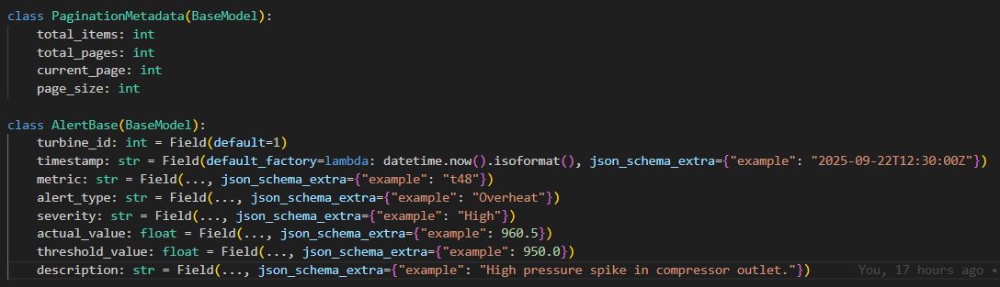 class PaginationMetadata(BaseModel):
    total_items: int
    total_pages: int
    current_page: int
    page_size: int

class AlertBase(BaseModel):
    turbine_id: int = Field(default=1)
    timestamp: str = Field(default_factory=lambda: datetime.now().isoformat(), json_schema_extra={"example": "2025-09-22T12:30:00Z"})
    metric: str = Field(..., json_schema_extra={"example": "t48"})
    alert_type: str = Field(..., json_schema_extra={"example": "Overheat"})
    severity: str = Field(..., json_schema_extra={"example": "High"})
    actual_value: float = Field(..., json_schema_extra={"example": 960.5})
    threshold_value: float = Field(..., json_schema_extra={"example": 950.0})
    description: str = Field(..., json_schema_extra={"example": "High pressure spike in compressor outlet."})     You, 17 hours ago •